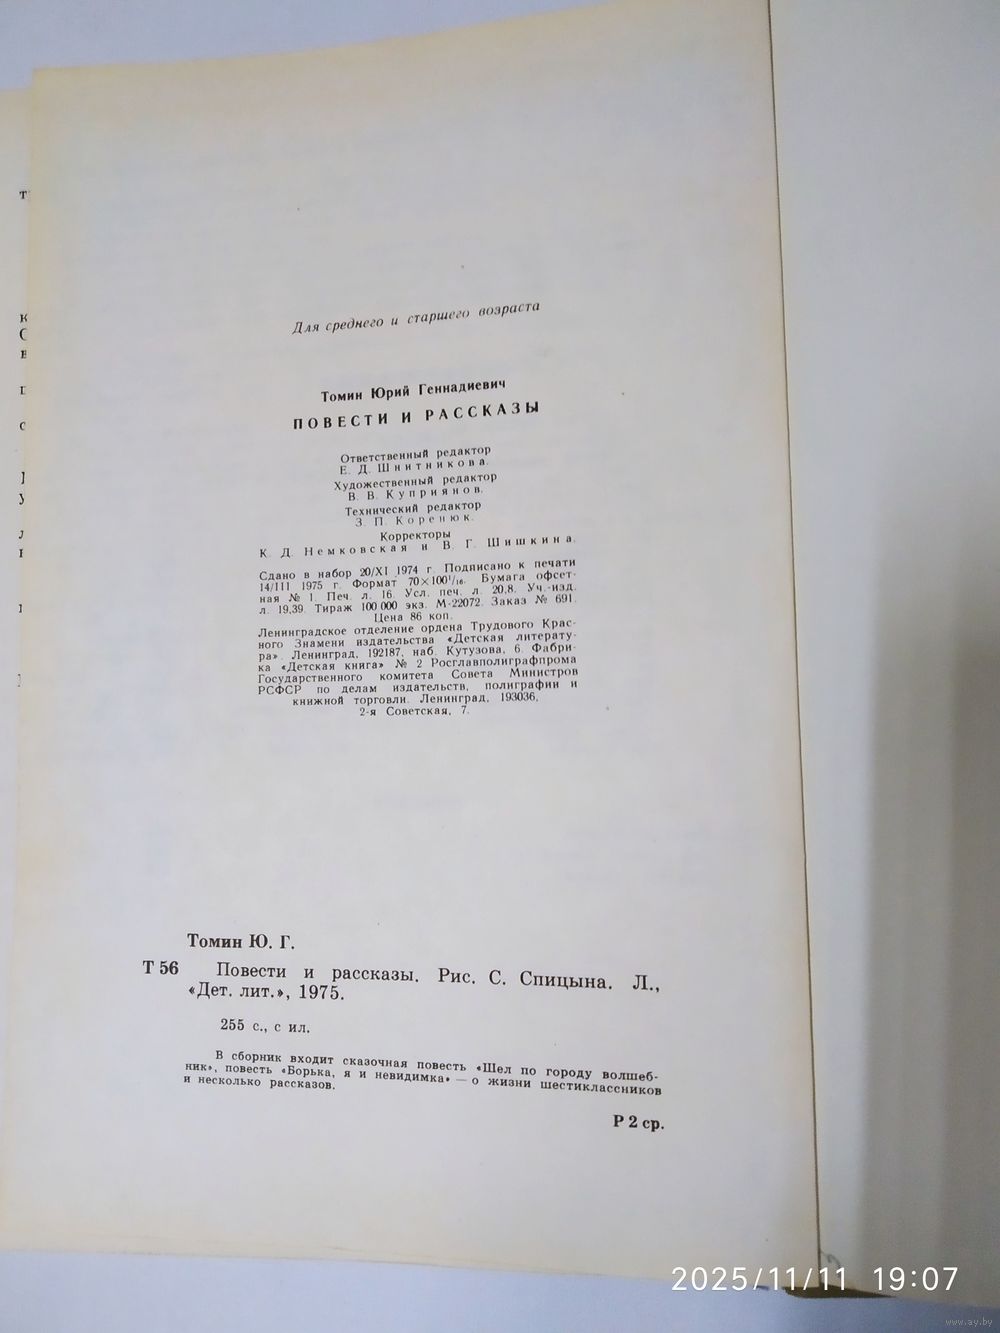 Для среднего и старшего возраста
Томин Юрий Геннадиевич
ПОВЕСТИ И РАССКАЗЫ
Ответственный редактор
Е. Д. Шнитникова.
Художественный редактор
В. В. Куприянов.
Технический редактор
З. П. Коренюк.
Корректоры
К. Д. Немковская и В. Г. Шишкина.
Сдано в набор 20/XI 1974 г. Подписано к печати
14/III 1975 г. Формат 70×100¹/₁₆. Бумага офсет-
ная № 1. Печ. л. 16. Усл. печ. л. 20,8. Уч.-изд.
л. 19,39. Тираж 100 000 экз. М-22072. Заказ № 691.
Цена 86 коп.
Ленинградское отделение ордена Трудового Крас-
ного Знамени издательства «Детская литерату-
ра». Ленинград, 192187, наб. Кутузова, 6. Фабри-
ка «Детская книга» № 2 Росглавполиграфпрома
Государственного комитета Совета Министров
РСФСР по делам издательств, полиграфии и
книжной торговли. Ленинград, 193036,
2-я Советская, 7.
Томин Ю. Г.
Т 56 Повести и рассказы. Рис. С. Спицына. Л.,
«Дет. лит.», 1975.
255 с., с ил.
В сборник входит сказочная повесть «Шел по городу волшеб-
ник», повесть «Борька, я и невидимка» — о жизни шестиклассников
и несколько рассказов.
Р 2 ср.
2025/11/11 19:07
www.ay.by